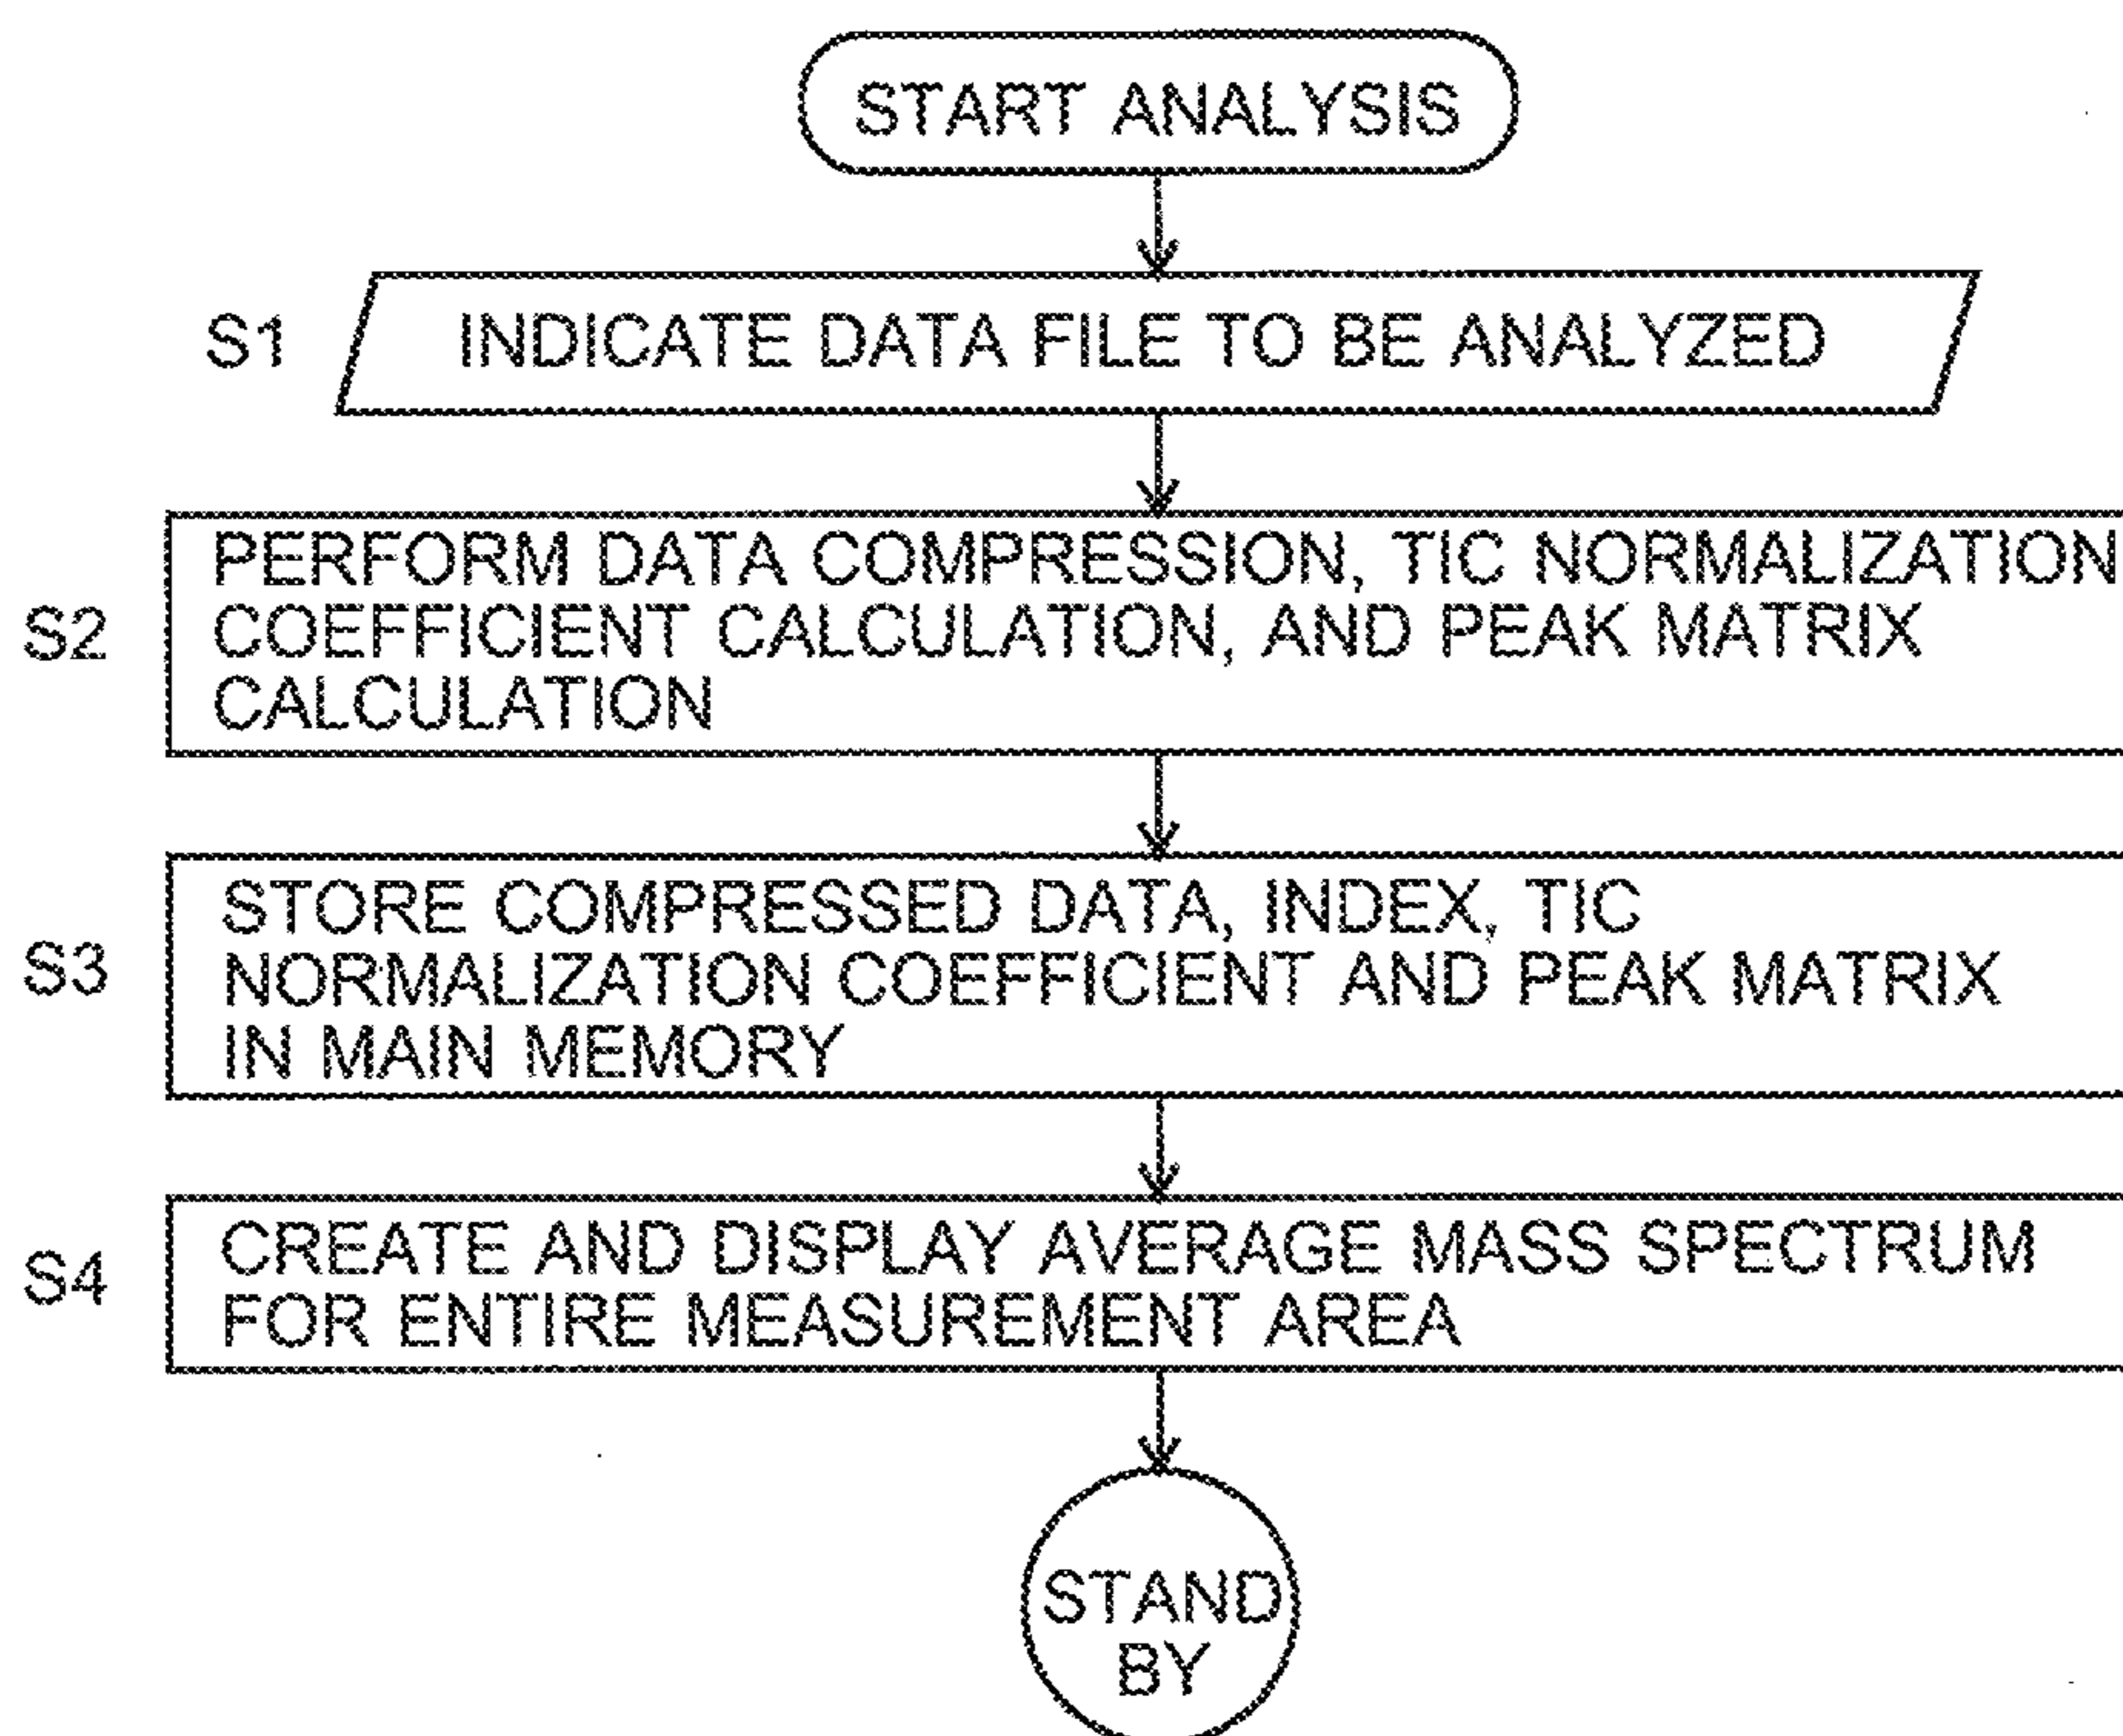 START ANALYSIS
S1
INDICATE DATA FILE TO BE ANALYZED
S2
PERFORM DATA COMPRESSION, TIC NORMALIZATION
COEFFICIENT CALCULATION, AND PEAK MATRIX
CALCULATION
S3
STORE COMPRESSED DATA, INDEX, TIC
NORMALIZATION COEFFICIENT AND PEAK MATRIX
IN MAIN MEMORY
S4
CREATE AND DISPLAY AVERAGE MASS SPECTRUM
FOR ENTIRE MEASUREMENT AREA
STAND
BY